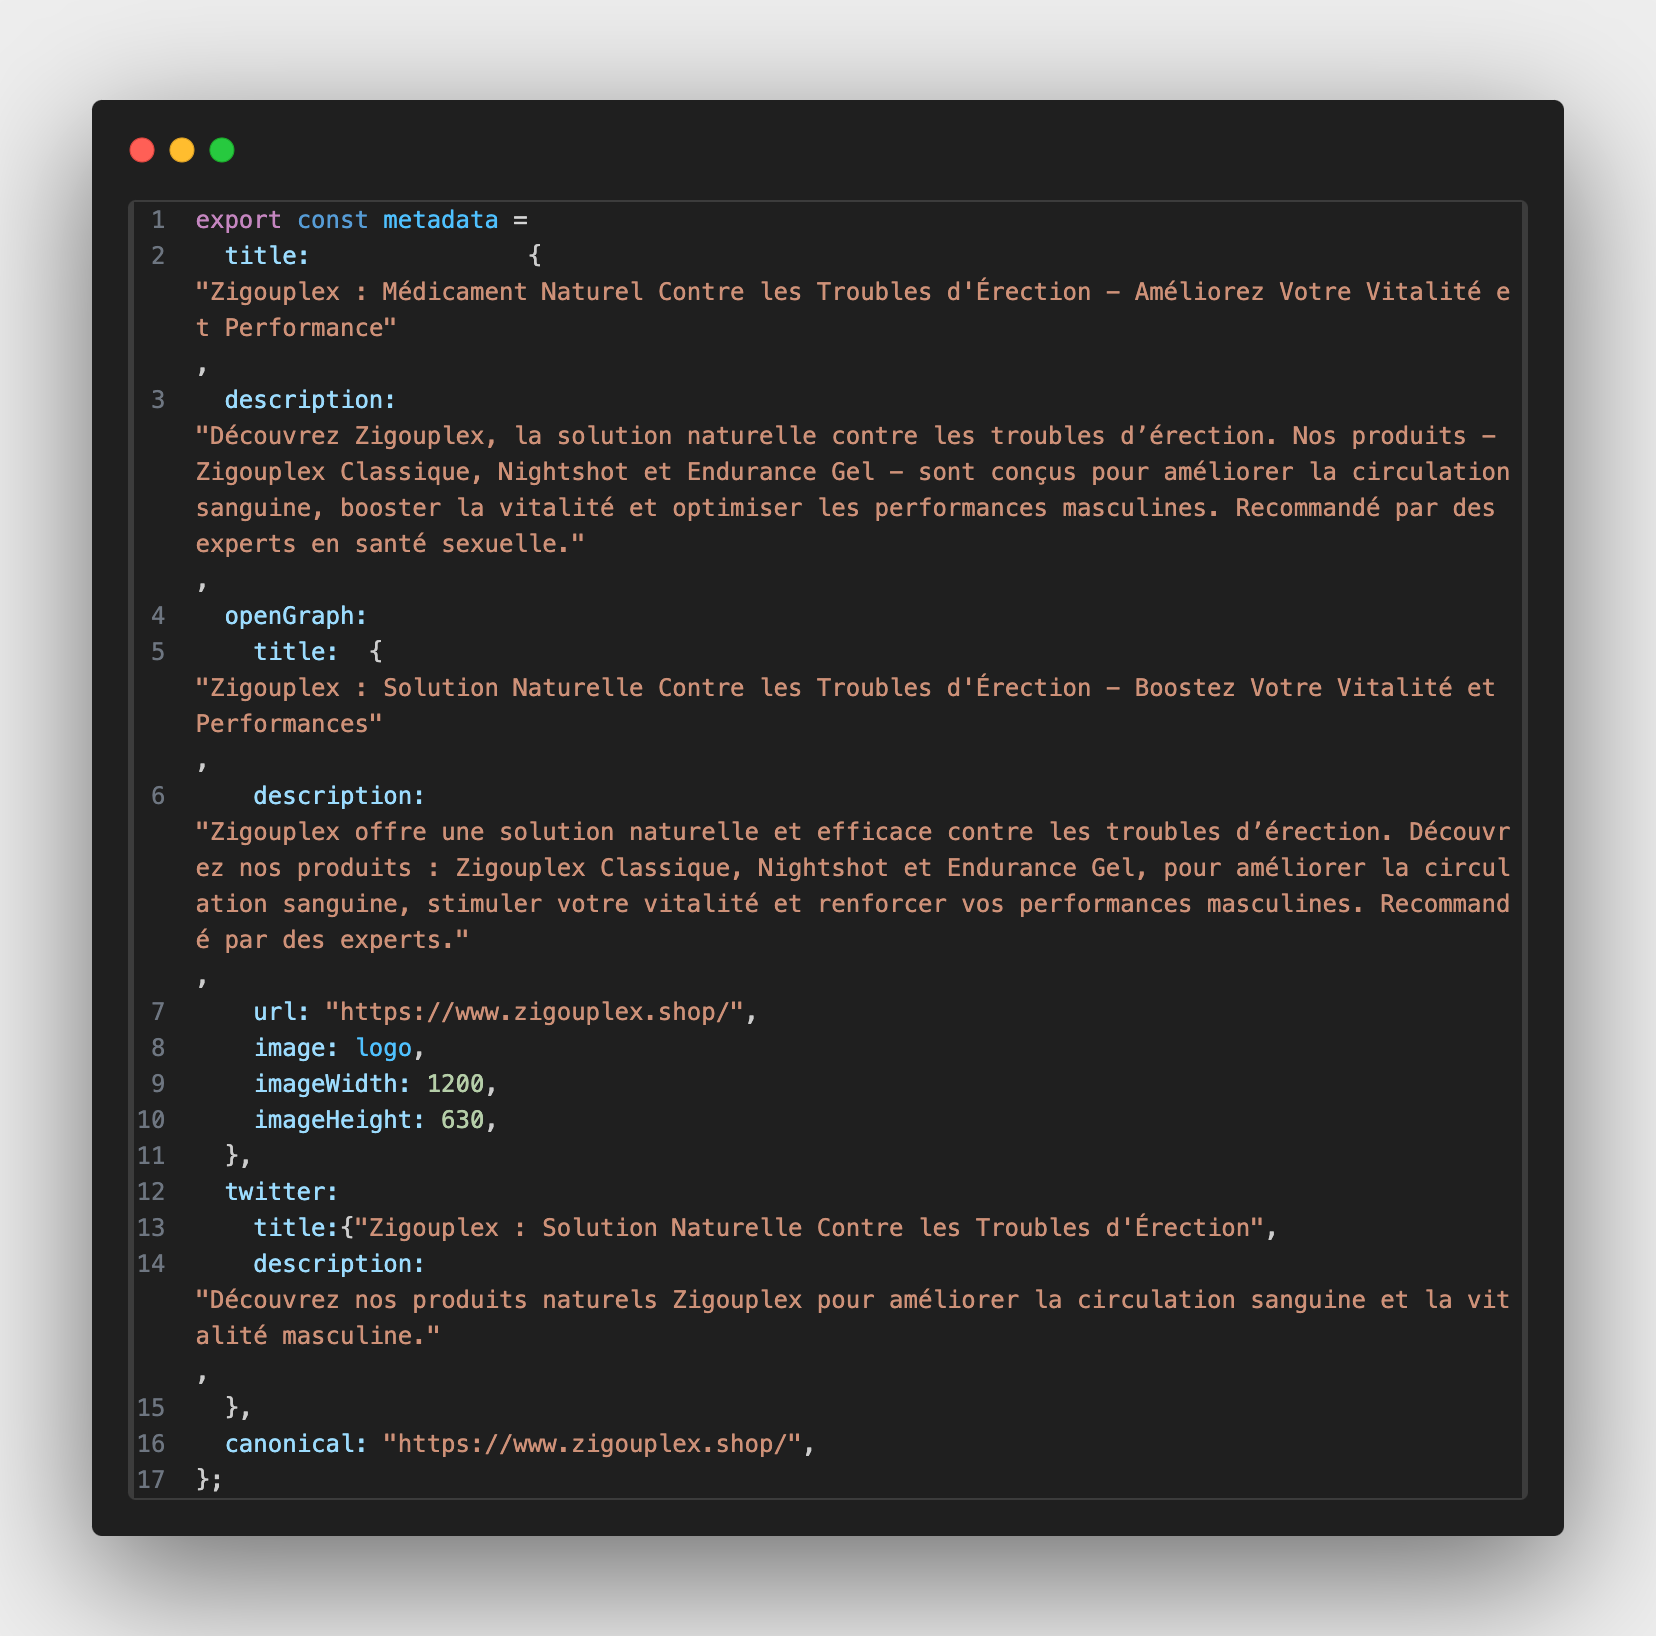 1 export const metadata =
2 title: {
"Zigouplex : Médicament Naturel Contre les Troubles d'Érection – Améliorez Votre Vitalité e
t Performance"
,
3 description:
"Découvrez Zigouplex, la solution naturelle contre les troubles d’érection. Nos produits –
Zigouplex Classique, Nightshot et Endurance Gel – sont conçus pour améliorer la circulation
sanguine, booster la vitalité et optimiser les performances masculines. Recommandé par des
experts en santé sexuelle."
,
4 openGraph:
5 title: {
"Zigouplex : Solution Naturelle Contre les Troubles d'Érection – Boostez Votre Vitalité et
Performances"
,
6 description:
"Zigouplex offre une solution naturelle et efficace contre les troubles d’érection. Découvr
ez nos produits : Zigouplex Classique, Nightshot et Endurance Gel, pour améliorer la circul
ation sanguine, stimuler votre vitalité et renforcer vos performances masculines. Recommand
é par des experts."
,
7 url: "https://www.zigouplex.shop/",
8 image: logo,
9 imageWidth: 1200,
10 imageHeight: 630,
11 },
12 twitter:
13 title:{"Zigouplex : Solution Naturelle Contre les Troubles d'Érection",
14 description:
"Découvrez nos produits naturels Zigouplex pour améliorer la circulation sanguine et la vit
alité masculine."
,
15 },
16 canonical: "https://www.zigouplex.shop/",
17 };